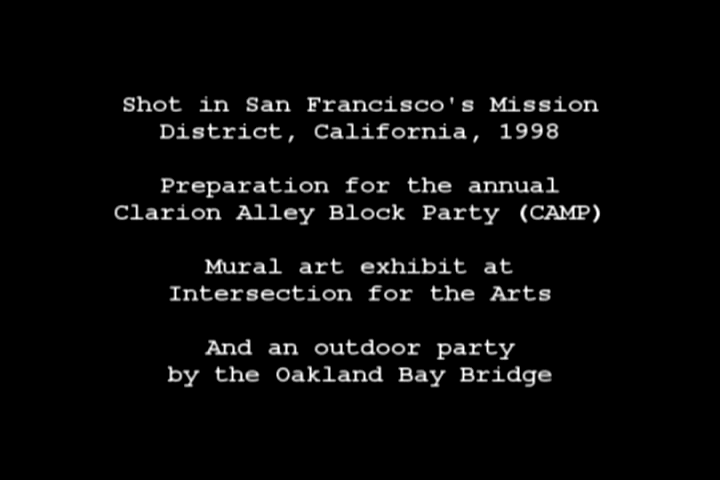 Shot in San Francisco's Mission
District, California, 1998
Preparation for the annual
Clarion Alley Block Party (CAMP)
Mural art exhibit at
Intersection for the Arts
And an outdoor party
by the Oakland Bay Bridge